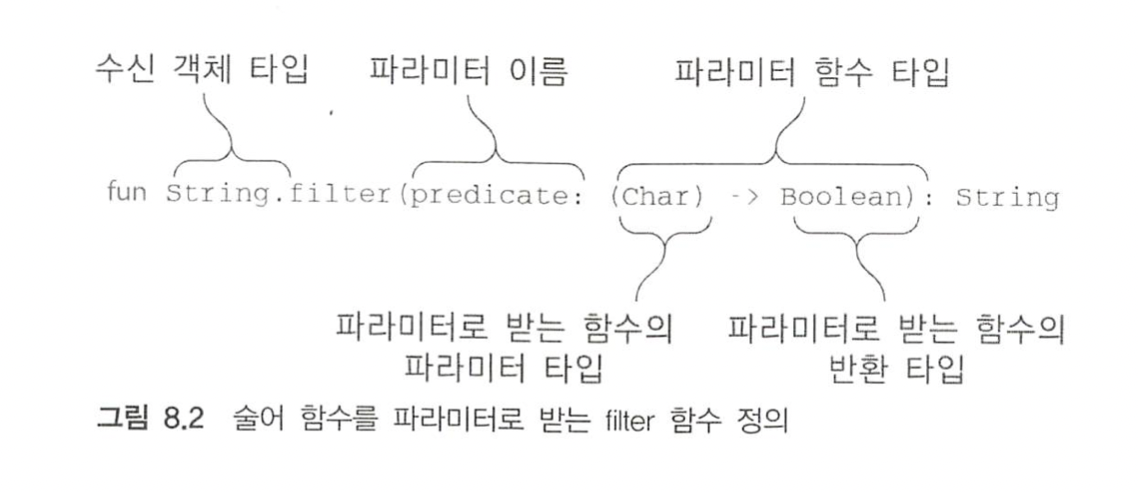 수신 객체 타입 파라미터 이름 파라미터 함수 타입
fun String.filter(predicate: (Char) -> Boolean): String
파라미터로 받는 함수의 파라미터로 받는 함수의
파라미터 타입 반환 타입
그림 8.2 술어 함수를 파라미터로 받는 filter 함수 정의